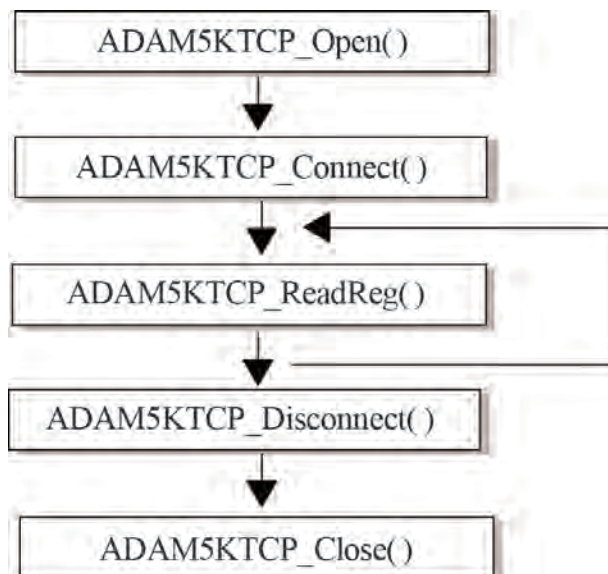 ADAM5KTCP_Open( )
ADAM5KTCP_Connect( )
ADAM5KTCP_ReadReg( )
ADAM5KTCP_Disconnect( )
ADAM5KTCP_Close( )